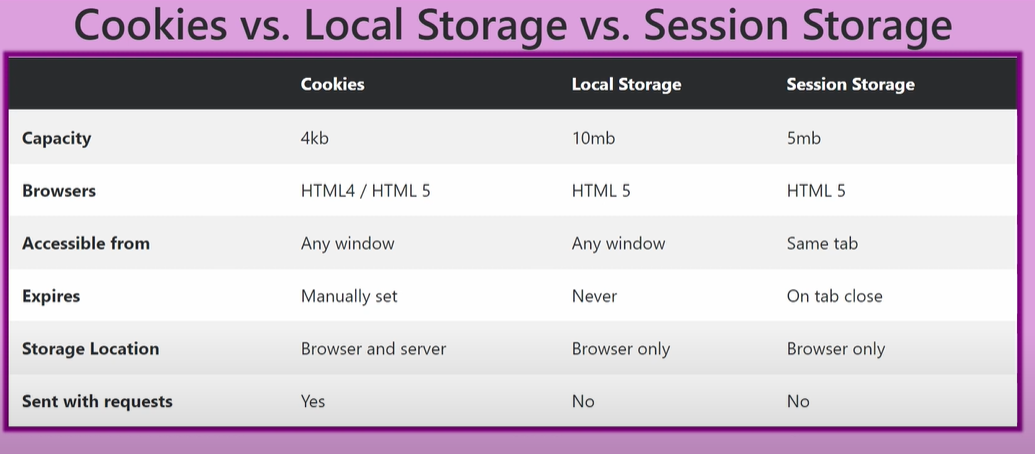 Cookies vs. Local Storage vs. Session Storage
Cookies Local Storage Session Storage
Capacity 4kb 10mb 5mb
Browsers HTML4 / HTML 5 HTML 5 HTML 5
Accessible from Any window Any window Same tab
Expires Manually set Never On tab close
Storage Location Browser and server Browser only Browser only
Sent with requests Yes No No